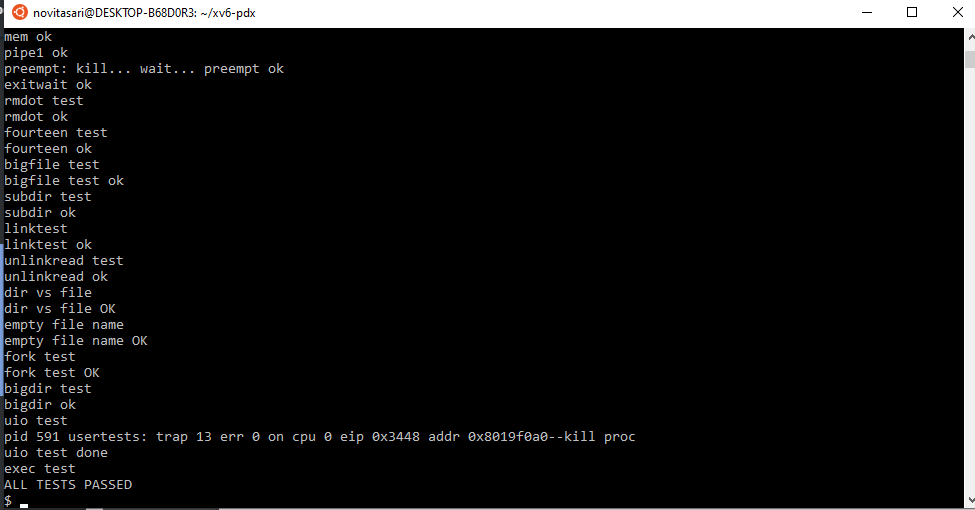 novitasari@DESKTOP-B68D0R3: ~/xv6-pdx
mem ok
pipe1 ok
preempt: kill... wait... preempt ok
exitwait ok
rmdot test
rmdot ok
fourteen test
fourteen ok
bigfile test
bigfile test ok
subdir test
subdir ok
linktest
linktest ok
unlinkread test
unlinkread ok
dir vs file
dir vs file OK
empty file name
empty file name OK
fork test
fork test OK
bigdir test
bigdir ok
uio test
pid 591 usertests: trap 13 err 0 on cpu 0 eip 0x3448 addr 0x8019f0a0--kill proc
uio test done
exec test
ALL TESTS PASSED
$